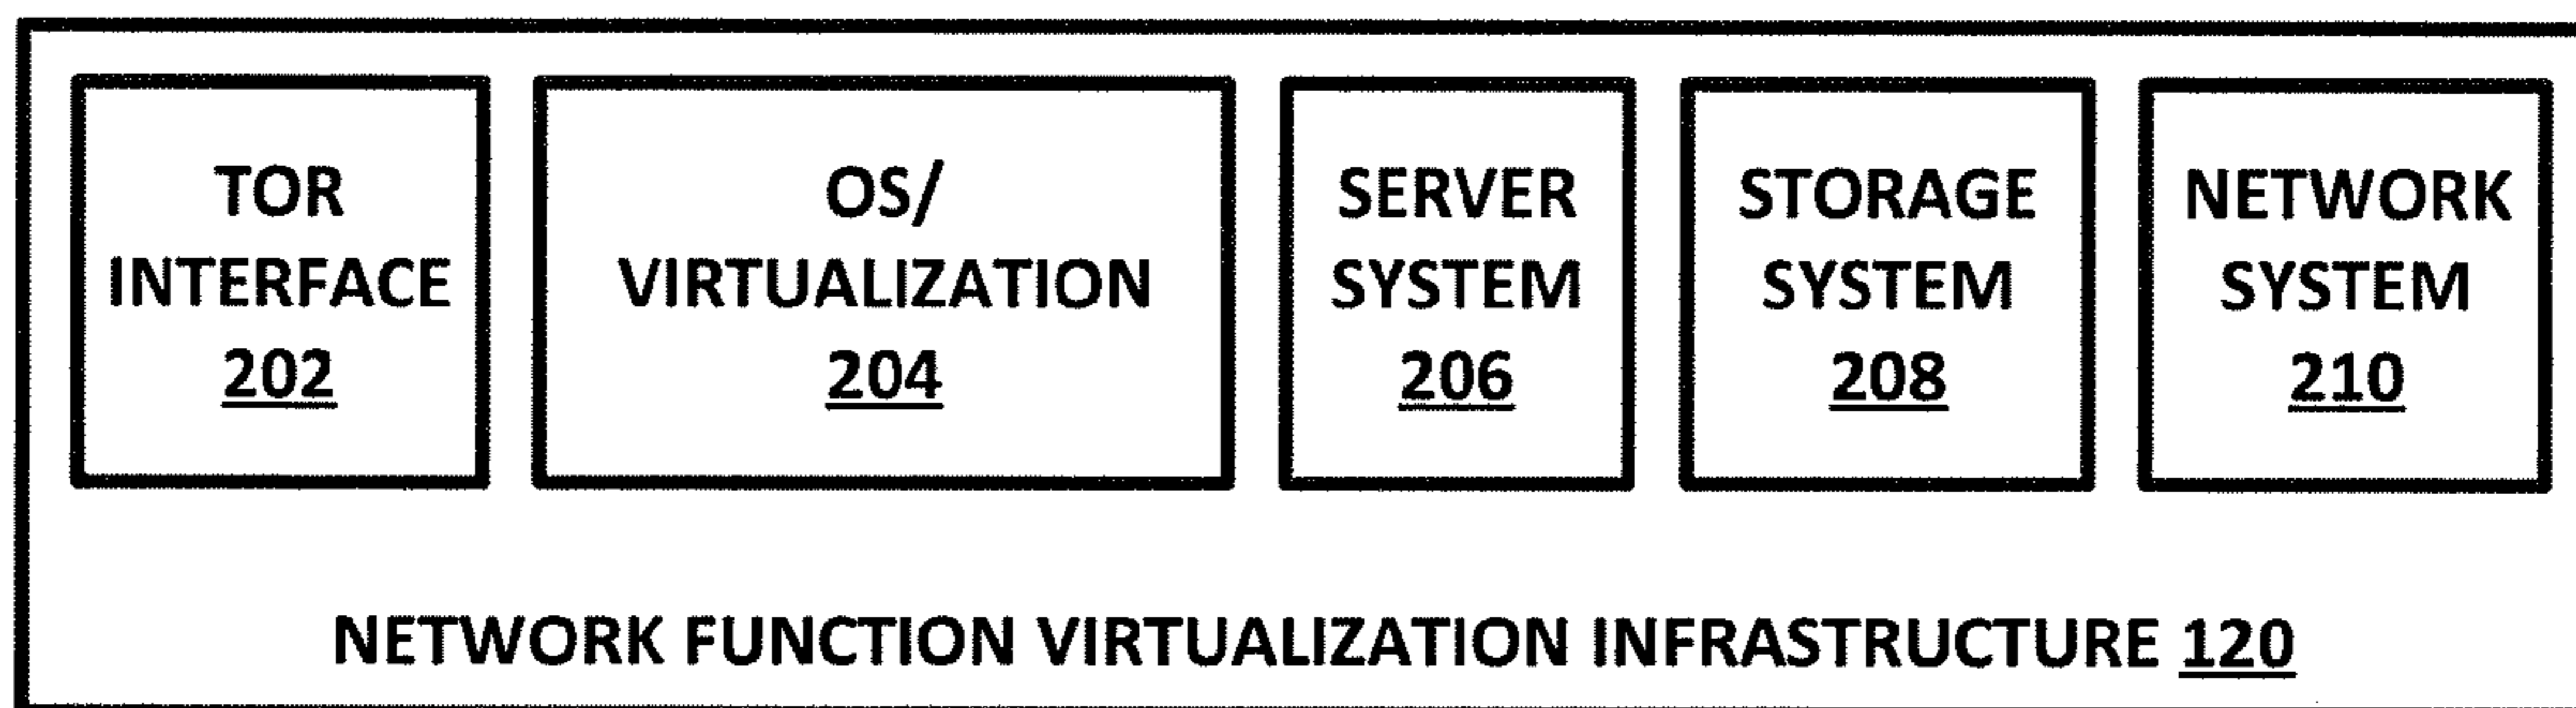 TOR
INTERFACE
202
OS/
VIRTUALIZATION
204
SERVER
SYSTEM
206
STORAGE
SYSTEM
208
NETWORK
SYSTEM
210
NETWORK FUNCTION VIRTUALIZATION INFRASTRUCTURE 120